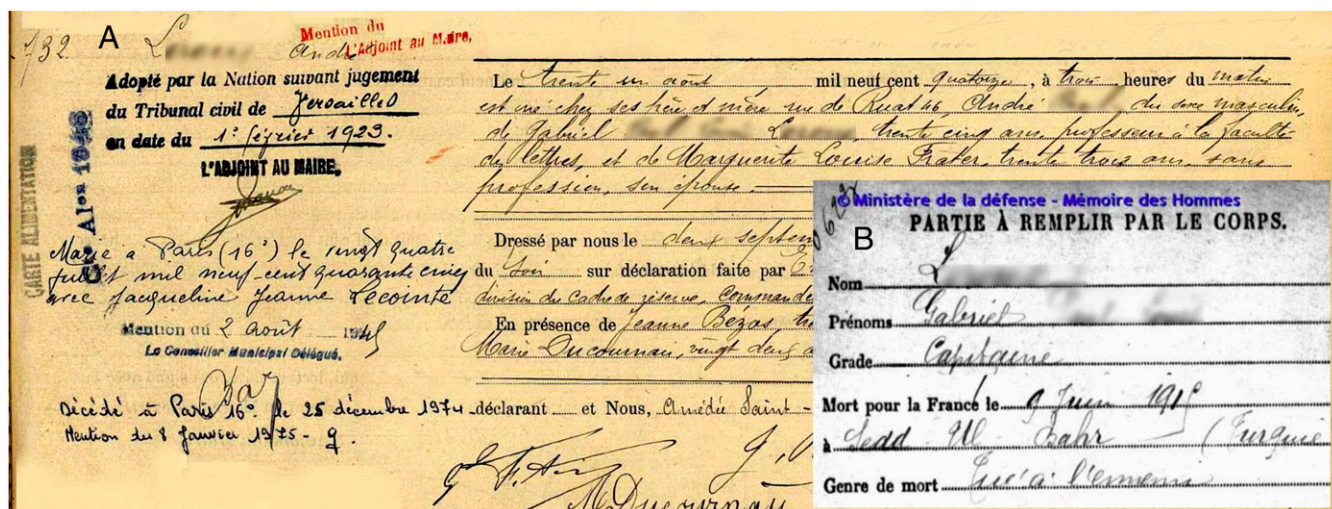 732 A
Mention du
L'Adjoint au Maire,
André
Adopté par la Nation suivant jugement
du Tribunal civil de Versailles
en date du 1er février 1923.
L'ADJOINT AU MAIRE,
CARTE ALIMENTATION
Marié à Paris (16e) le vingt quatre
juillet mil neuf cent quarante cinq
avec Jacqueline Jeanne Lecointe
Mention du 2 août 1945
Le Conseiller Municipal Délégué,
Décédé à Paris 16e le 25 décembre 1974
Mention du 8 Janvier 1975 - g.
Le trente un août mil neuf cent quatorze, à trois heures du matin
est né chez ses père et mère rue de Ruat 46, André du sexe masculin,
de Gabriel trente cinq ans professeur à la faculté
des lettres, et de Marguerite Louise Frater, trente trois ans, sans
profession, son épouse.
Dressé par nous le deux septem
du soir sur déclaration faite par
division du cadre de réserve, commande
En présence de Jeanne Bézos,
Marie Ducournau, vingt deux a
déclarant et Nous, Amédée Saint-
M Ducournau
© Ministère de la défense - Mémoire des Hommes
PARTIE À REMPLIR PAR LE CORPS.
B
Nom L
Prénoms Gabriel
Grade Capitaine
Mort pour la France le 9 Juin 1915
à Sedd Ul Bahr (Turquie
Genre de mort Tué à l'ennemi